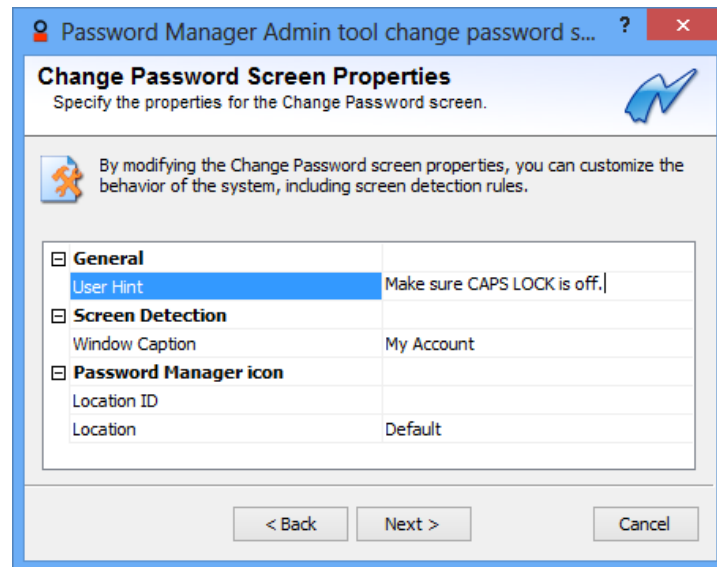 Password Manager Admin tool change password s...
?
Change Password Screen Properties
Specify the properties for the Change Password screen.
By modifying the Change Password screen properties, you can customize the
behavior of the system, including screen detection rules.
General
User Hint Make sure CAPS LOCK is off.
Screen Detection
Window Caption My Account
Password Manager icon
Location ID
Location Default
< Back Next > Cancel